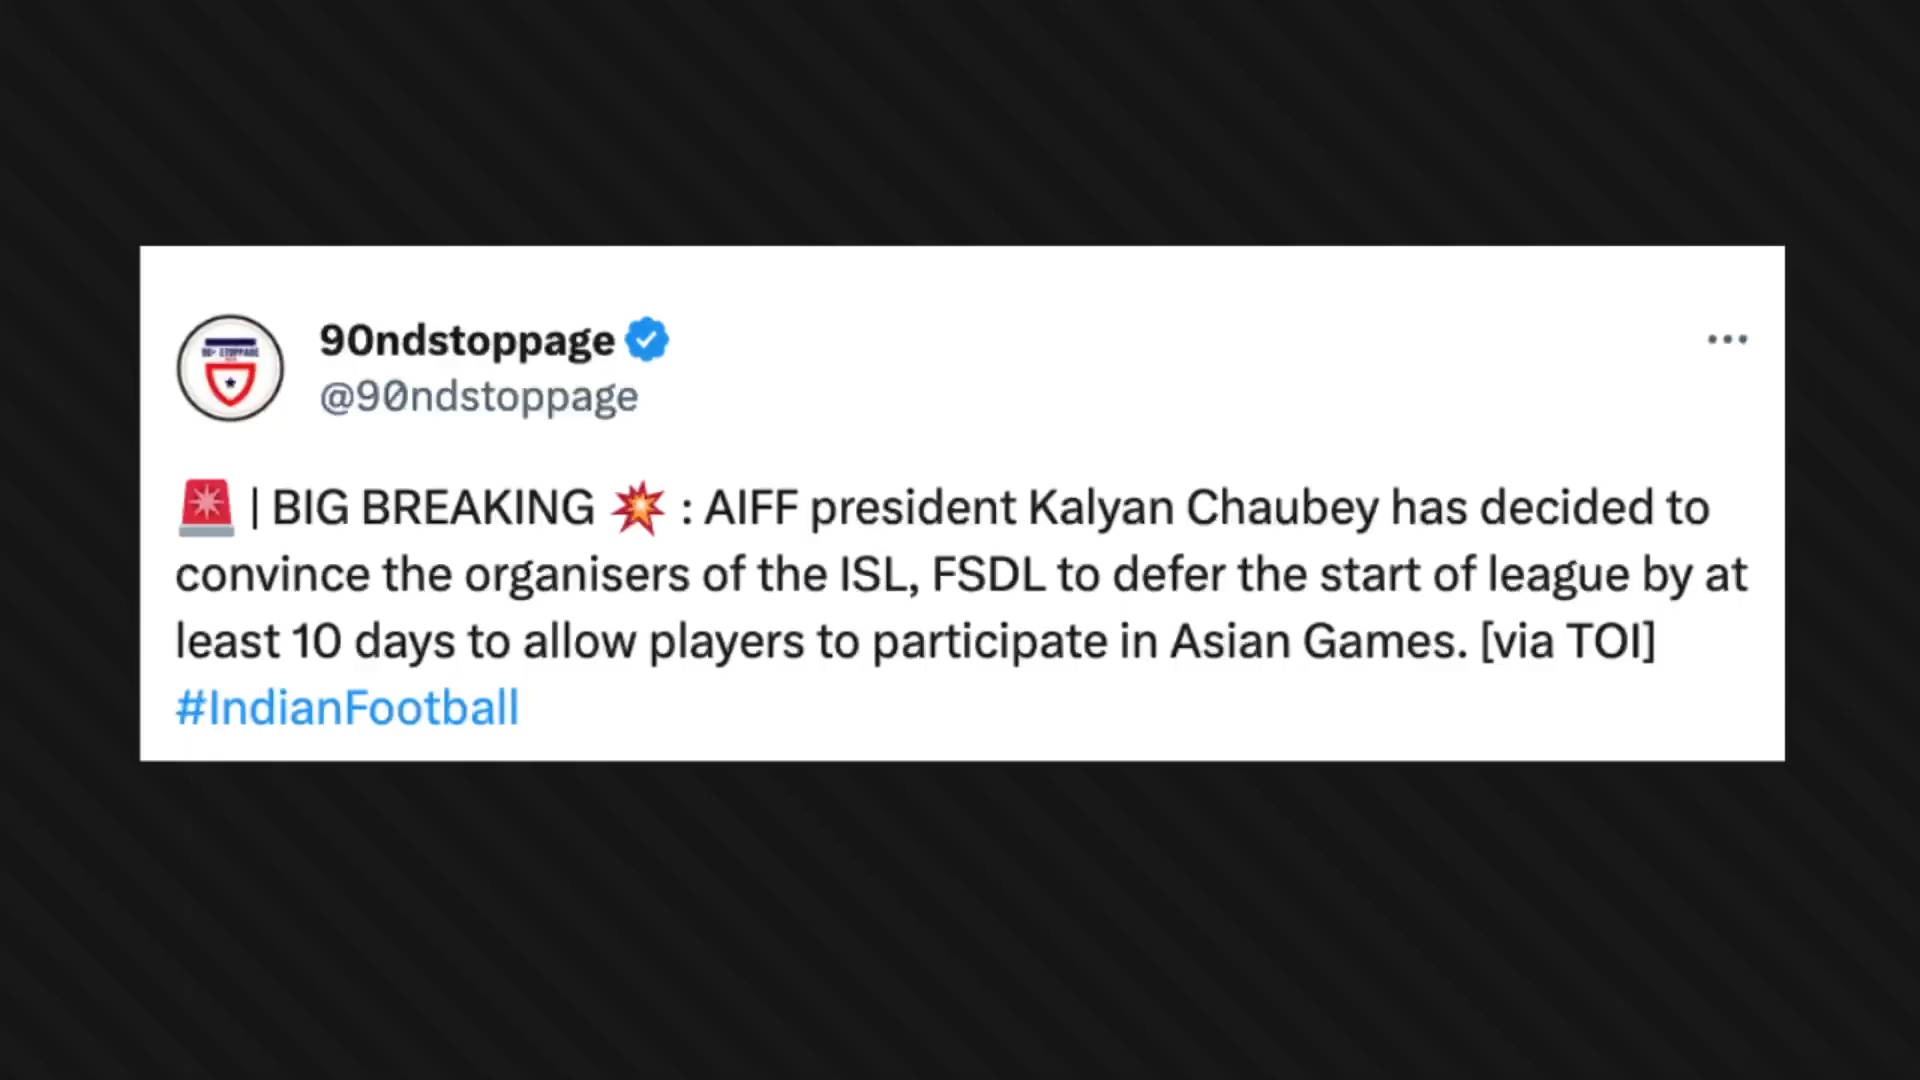 90+ STOPPAGE
90ndstoppage
@90ndstoppage
🚨 | BIG BREAKING 💥 : AIFF president Kalyan Chaubey has decided to
convince the organisers of the ISL, FSDL to defer the start of league by at
least 10 days to allow players to participate in Asian Games. [via TOI]
#IndianFootball